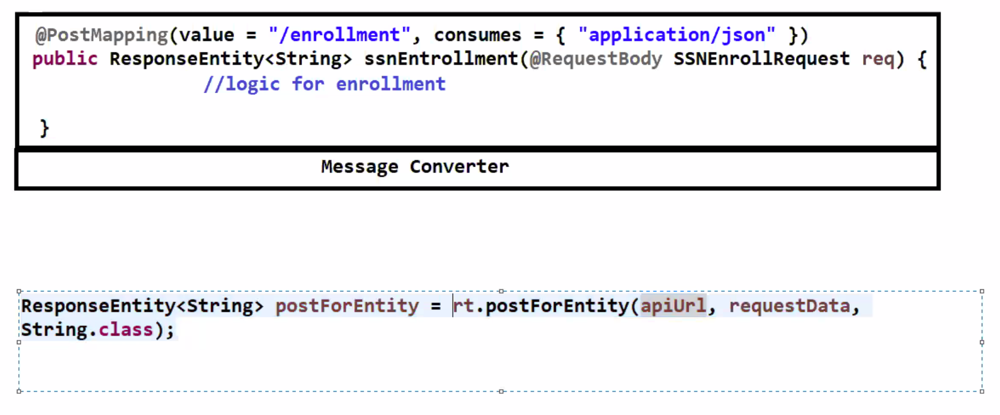 @PostMapping(value = "/enrollment", consumes = { "application/json" })
public ResponseEntity<String> ssnEntrollment(@RequestBody SSNEnrollRequest req) {
//logic for enrollment
}
Message Converter
ResponseEntity<String> postForEntity = rt.postForEntity(apiUrl, requestData,
String.class);